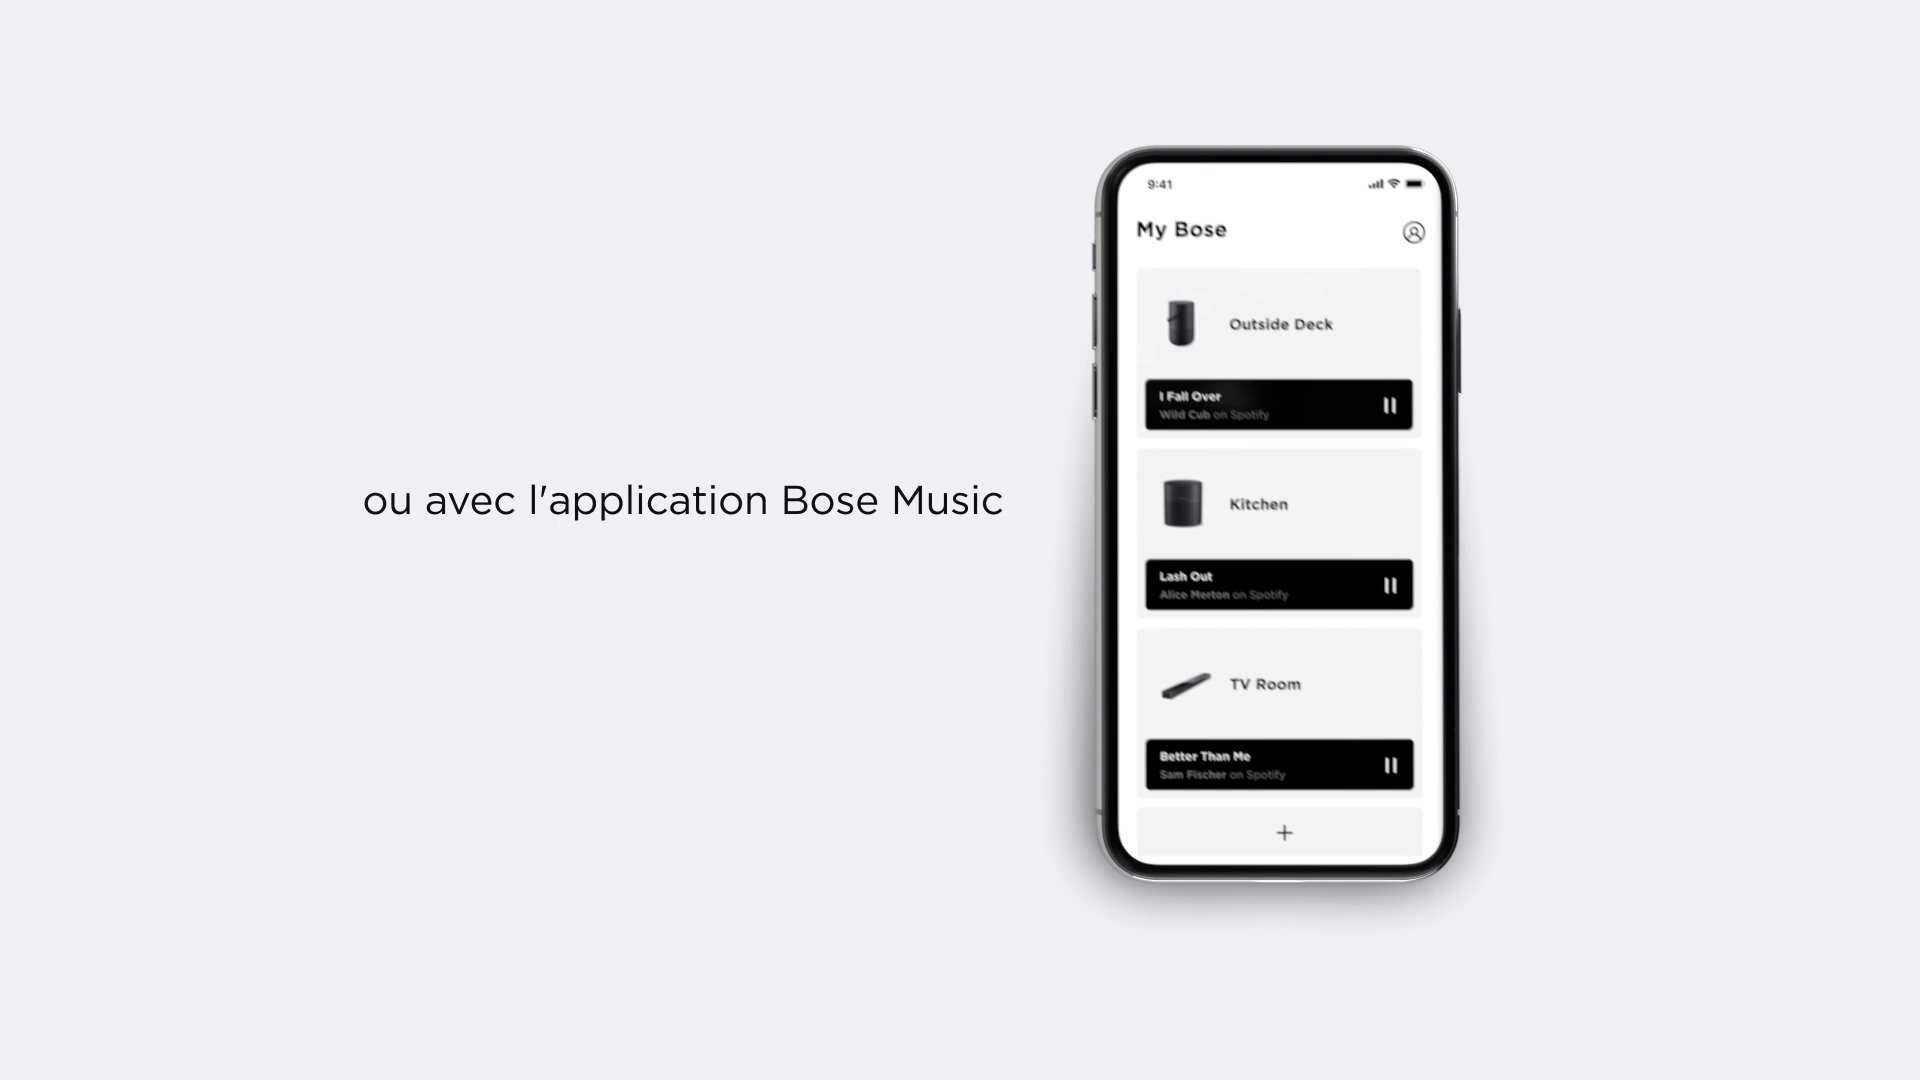 ou avec l'application Bose Music
9:41
My Bose
Outside Deck
I Fall Over
Wild Cub on Spotify
Kitchen
Lash Out
Alice Merton on Spotify
TV Room
Better Than Me
Sam Fischer on Spotify
+